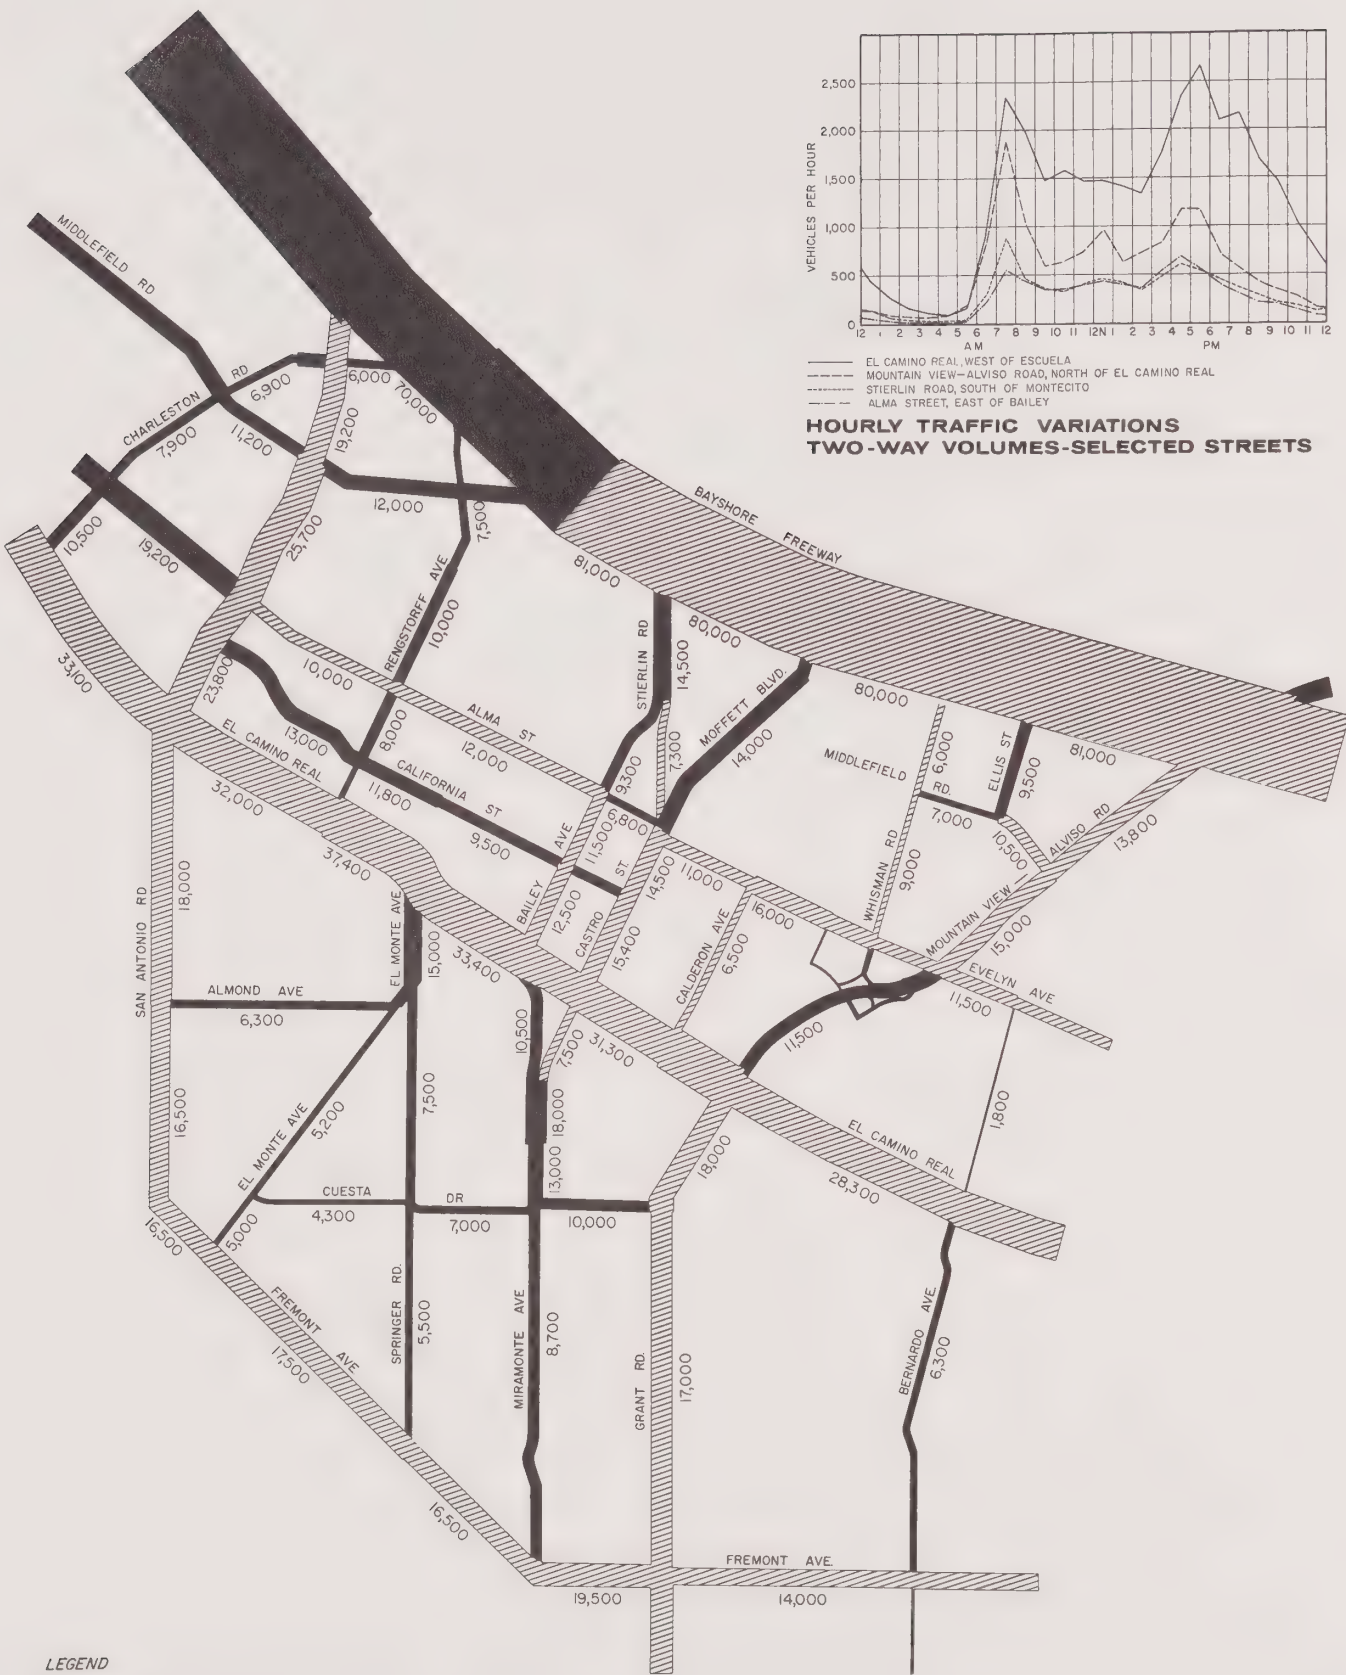 2,500
2,000
1,500
1,000
500
0
VEHICLES PER HOUR
12 1 2 3 4 5 6 7 8 9 10 11 12N 1 2 3 4 5 6 7 8 9 10 11 12
AM
PM
EL CAMINO REAL, WEST OF ESCUELA
MOUNTAIN VIEW-ALVISO ROAD, NORTH OF EL CAMINO REAL
STIERLIN ROAD, SOUTH OF MONTECITO
ALMA STREET, EAST OF BAILEY
HOURLY TRAFFIC VARIATIONS
TWO-WAY VOLUMES-SELECTED STREETS
MIDDLEFIELD RD
CHARLESTON RD
6,900
6,000
70,000
7,900
11,200
19,200
12,000
7,500
10,500
19,200
25,700
BAYSHORE FREEWAY
81,000
80,000
80,000
81,000
33,100
23,800
10,000
RENGSTORFF AVE
10,000
STIERLIN RD
14,500
MOFFETT BLVD.
14,000
7,300
13,000
8,000
ALMA ST
12,000
9,300
6,800
EL CAMINO REAL
CALIFORNIA ST
11,800
9,500
32,000
37,400
BAILEY AVE
11,500
12,500
CASTRO ST.
14,500
15,400
11,000
MIDDLEFIELD RD.
6,000
7,000
ELLIS ST
9,500
10,500
WHISMAN RD
9,000
MOUNTAIN VIEW - ALVISO RD
13,800
15,000
16,000
CALDERON AVE
6,500
EVELYN AVE
11,500
11,500
SAN ANTONIO RD
18,000
16,500
EL MONTE AVE
15,000
33,400
ALMOND AVE
6,300
10,500
7,500
31,300
7,500
18,000
13,000
1,800
EL MONTE AVE
5,200
5,000
CUESTA DR
4,300
7,000
10,000
18,000
EL CAMINO REAL
28,300
16,500
FREMONT AVE
17,500
SPRINGER RD.
5,500
MIRAMONTE AVE
8,700
GRANT RD.
17,000
BERNARDO AVE.
6,300
16,500
FREMONT AVE.
19,500
14,000
LEGEND